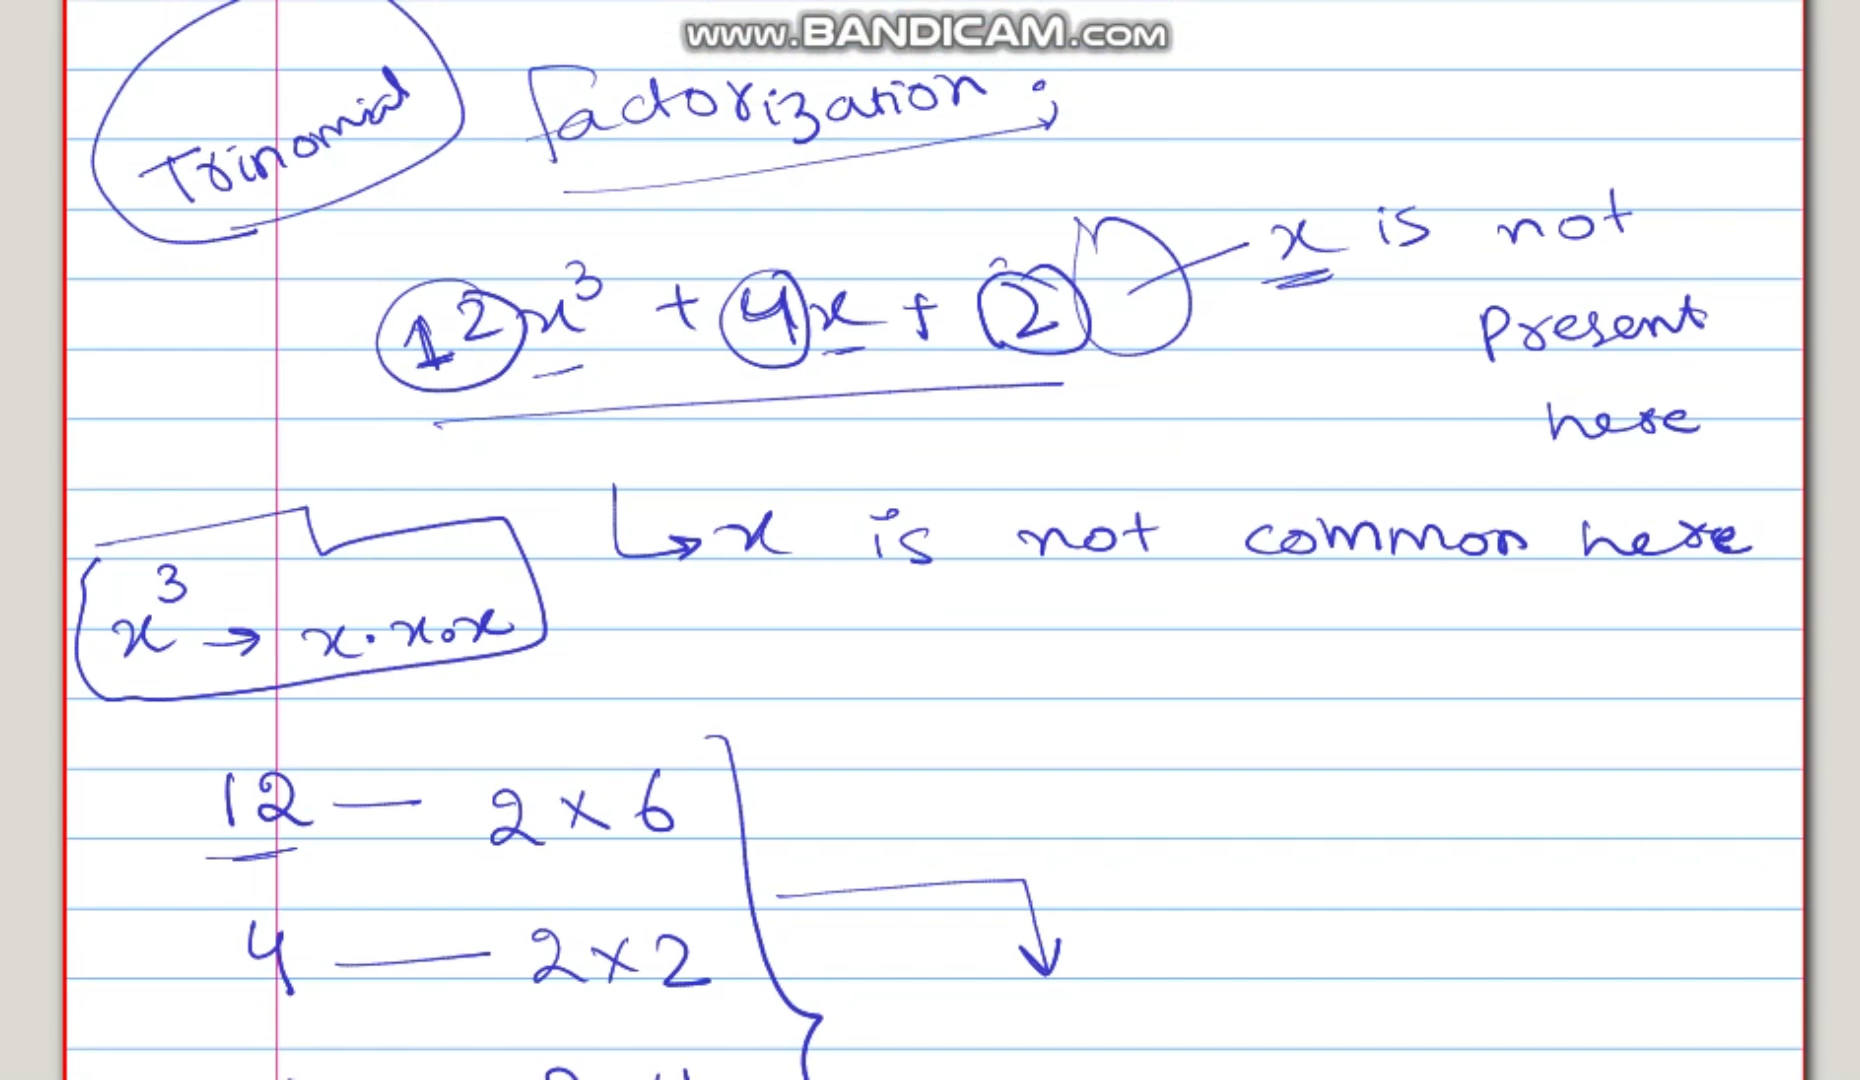 www.BANDICAM.com
Trinomial factorization :
12x³ + 4x + 2 x is not
present
here
x is not common here
x³ → x . x . x
12 — 2 × 6
4 — 2 × 2